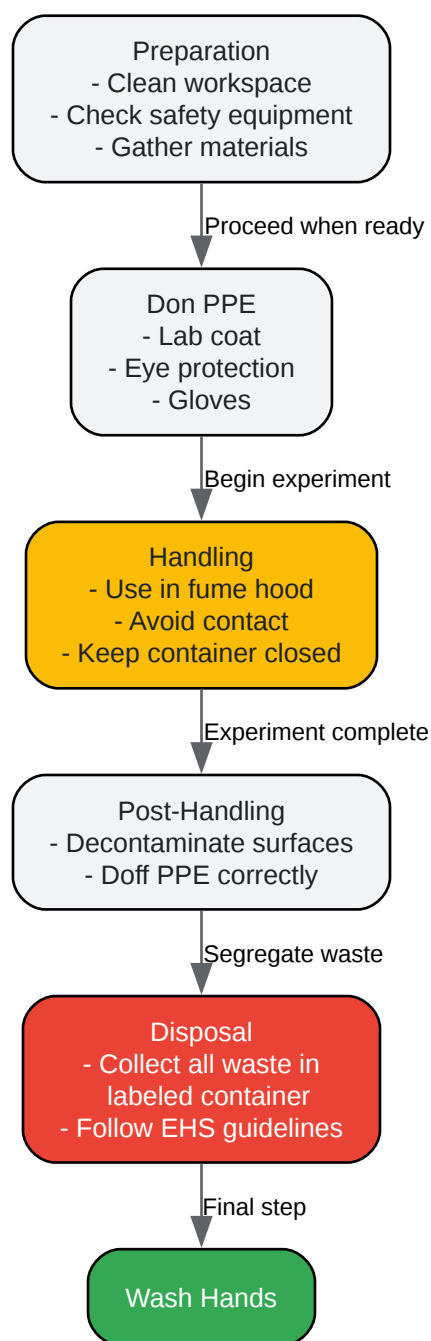 Preparation
- Clean workspace
- Check safety equipment
- Gather materials
Proceed when ready
Don PPE
- Lab coat
- Eye protection
- Gloves
Begin experiment
Handling
- Use in fume hood
- Avoid contact
- Keep container closed
Experiment complete
Post-Handling
- Decontaminate surfaces
- Doff PPE correctly
Segregate waste
Disposal
- Collect all waste in
labeled container
- Follow EHS guidelines
Final step
Wash Hands